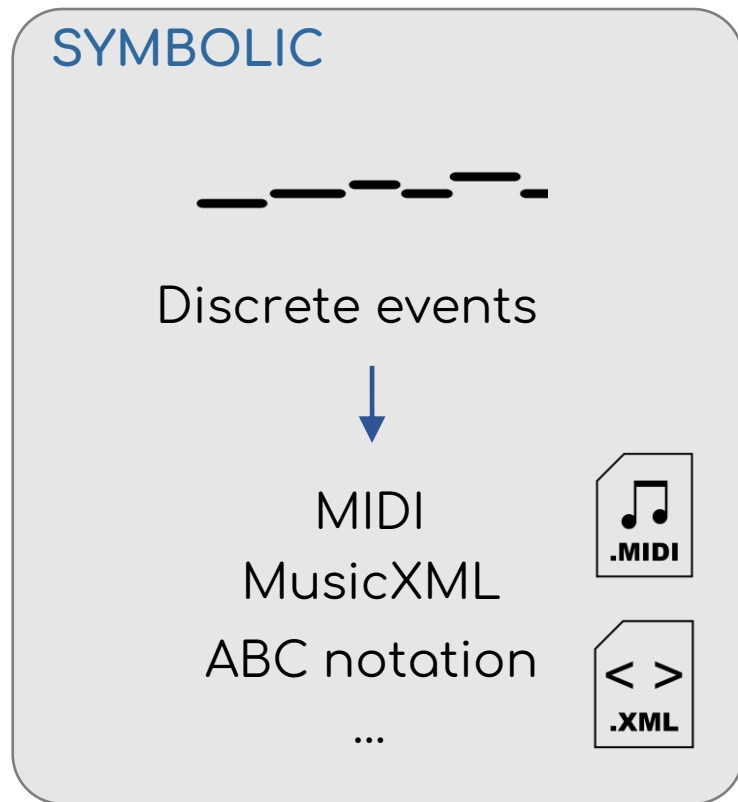 SYMBOLIC
Discrete events
MIDI
.MIDI
MusicXML
ABC notation
< >
.XML
...